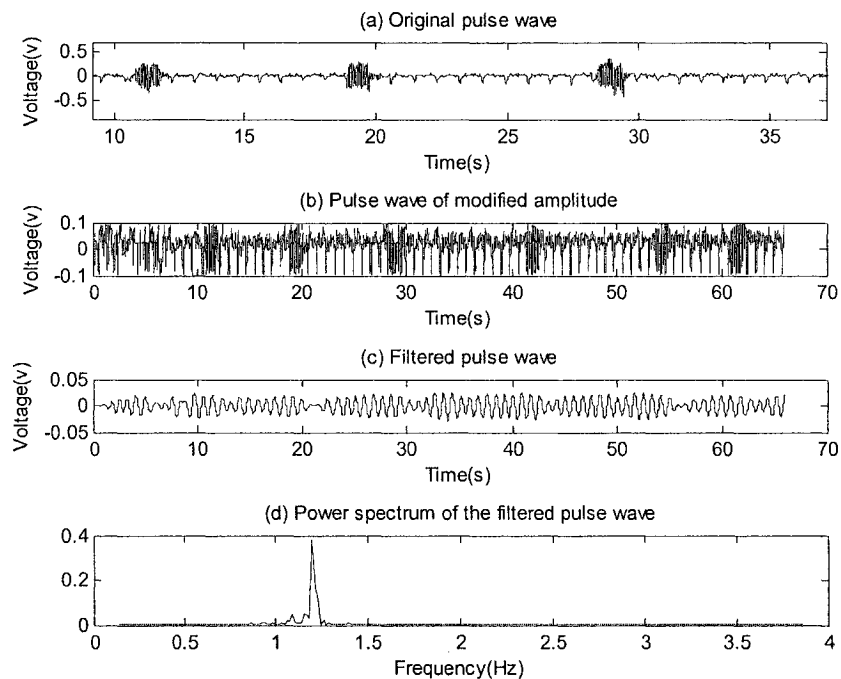 (a) Original pulse wave
0.5
0
-0.5
Voltage(v)
10 15 20 25 30 35
Time(s)
(b) Pulse wave of modified amplitude
0.1
0
-0.1
Voltage(v)
0 10 20 30 40 50 60 70
Time(s)
(c) Filtered pulse wave
0.05
0
-0.05
Voltage(v)
0 10 20 30 40 50 60 70
Time(s)
(d) Power spectrum of the filtered pulse wave
0.4
0.2
0
0 0.5 1 1.5 2 2.5 3 3.5 4
Frequency(Hz)